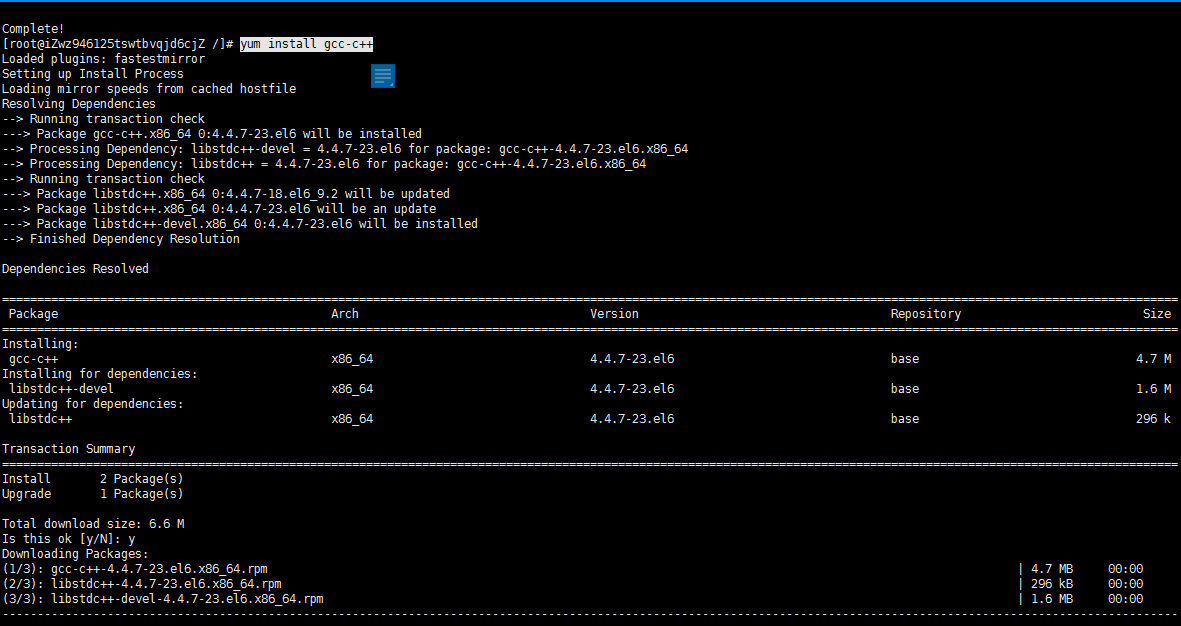 Complete!
[root@iZwz946125tswtbvqjd6cjZ /]# yum install gcc-c++
Loaded plugins: fastestmirror
Setting up Install Process
Loading mirror speeds from cached hostfile
Resolving Dependencies
--> Running transaction check
---> Package gcc-c++.x86_64 0:4.4.7-23.el6 will be installed
--> Processing Dependency: libstdc++-devel = 4.4.7-23.el6 for package: gcc-c++-4.4.7-23.el6.x86_64
--> Processing Dependency: libstdc++ = 4.4.7-23.el6 for package: gcc-c++-4.4.7-23.el6.x86_64
--> Running transaction check
---> Package libstdc++.x86_64 0:4.4.7-18.el6_9.2 will be updated
---> Package libstdc++.x86_64 0:4.4.7-23.el6 will be an update
---> Package libstdc++-devel.x86_64 0:4.4.7-23.el6 will be installed
--> Finished Dependency Resolution
Dependencies Resolved
Package Arch Version Repository Size
Installing:
gcc-c++ x86_64 4.4.7-23.el6 base 4.7 M
Installing for dependencies:
libstdc++-devel x86_64 4.4.7-23.el6 base 1.6 M
Updating for dependencies:
libstdc++ x86_64 4.4.7-23.el6 base 296 k
Transaction Summary
Install 2 Package(s)
Upgrade 1 Package(s)
Total download size: 6.6 M
Is this ok [y/N]: y
Downloading Packages:
(1/3): gcc-c++-4.4.7-23.el6.x86_64.rpm | 4.7 MB 00:00
(2/3): libstdc++-4.4.7-23.el6.x86_64.rpm | 296 kB 00:00
(3/3): libstdc++-devel-4.4.7-23.el6.x86_64.rpm | 1.6 MB 00:00